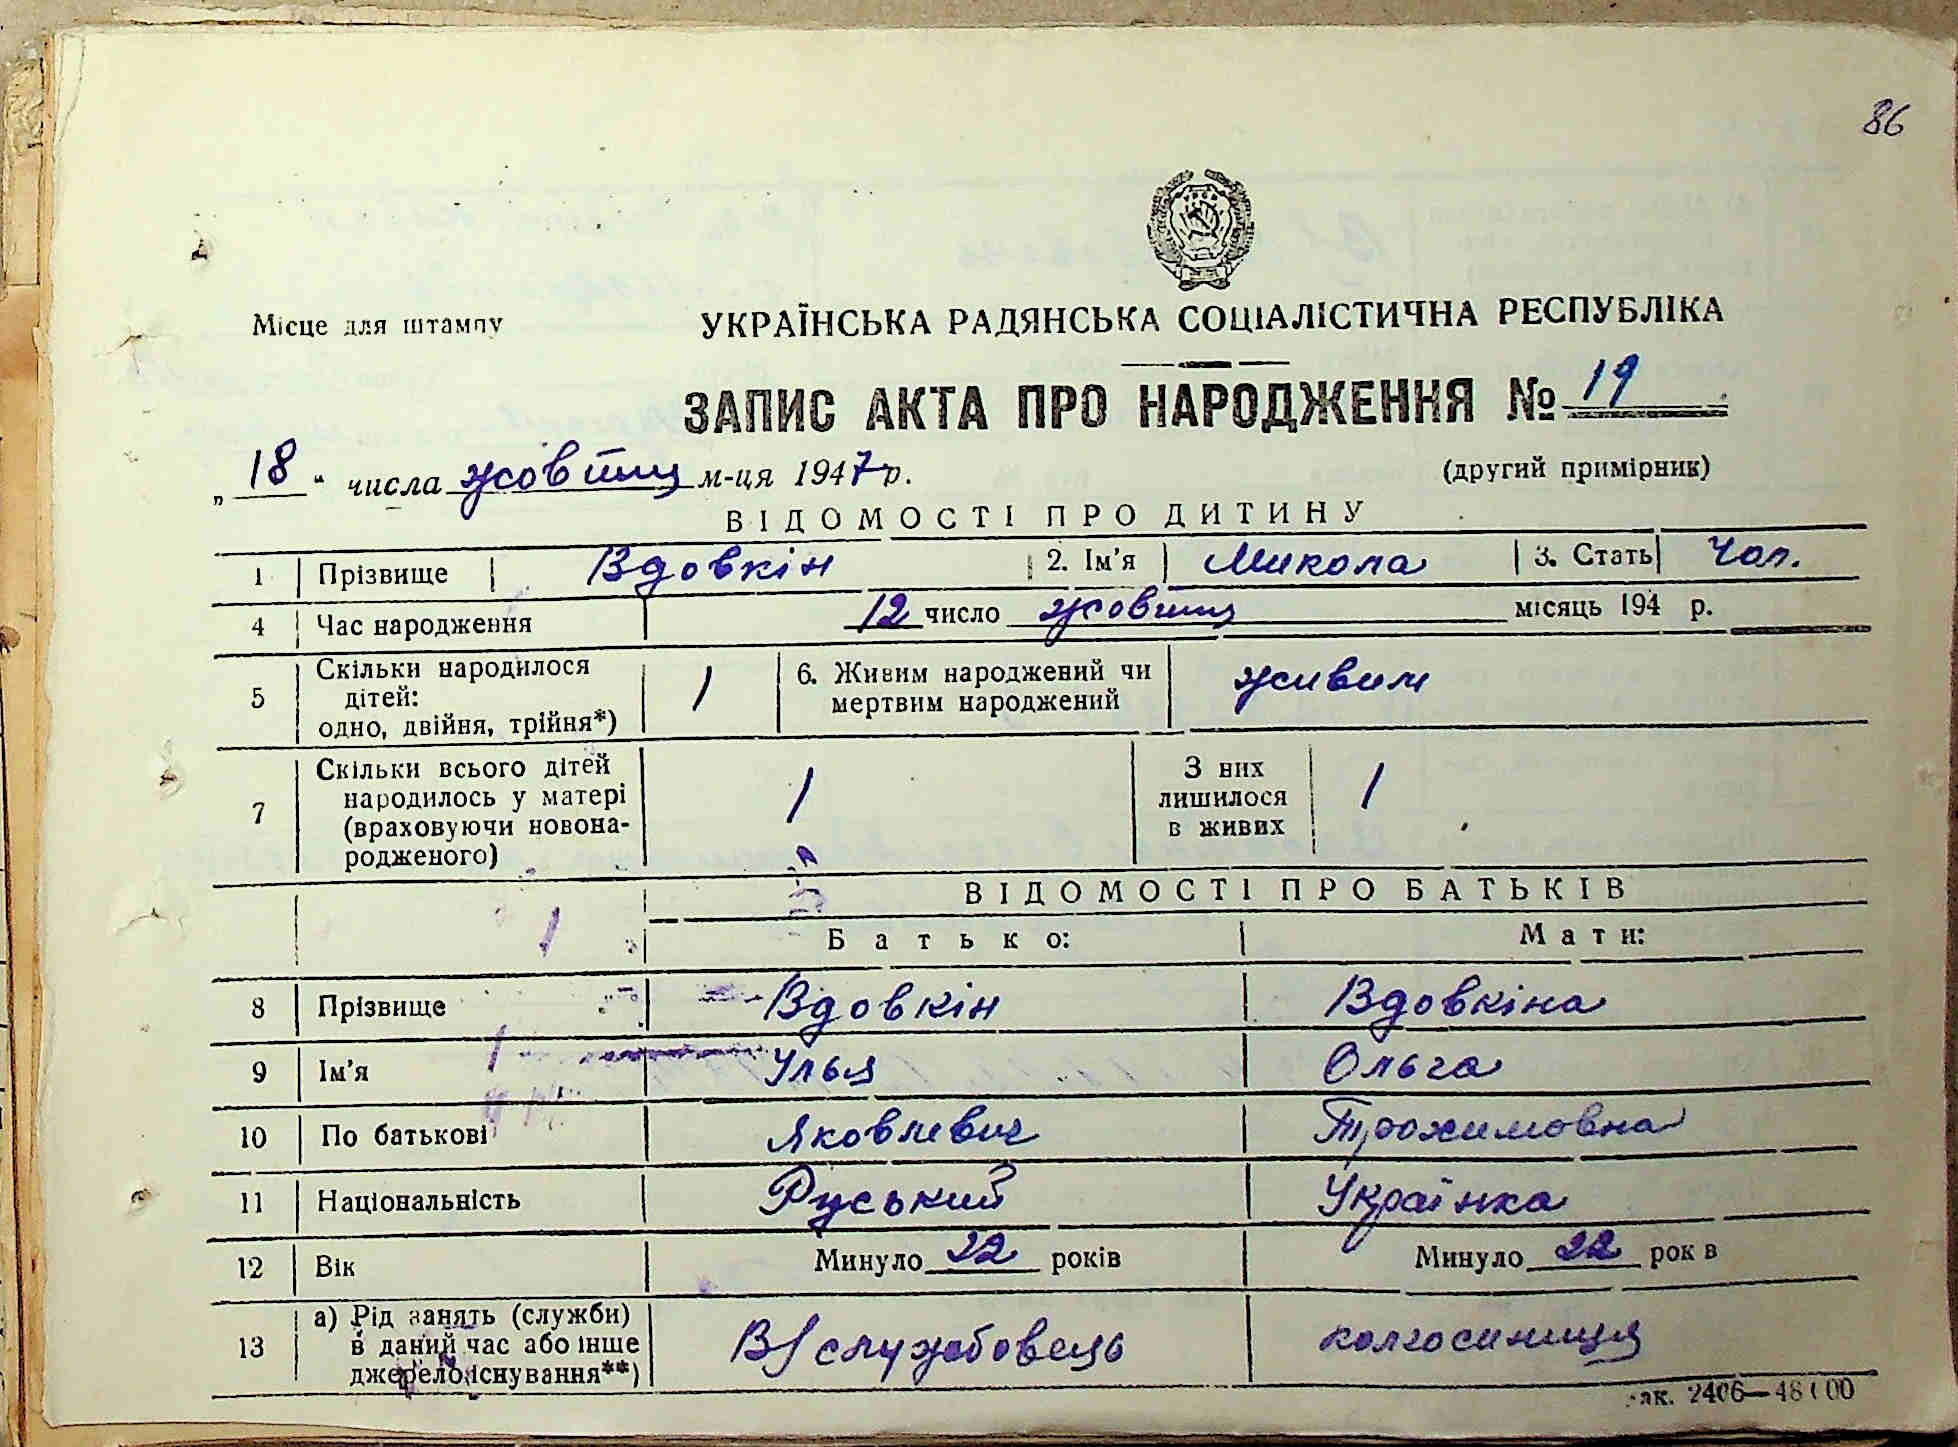 86
Місце для штампу
УКРАЇНСЬКА РАДЯНСЬКА СОЦІАЛІСТИЧНА РЕСПУБЛІКА
ЗАПИС АКТА ПРО НАРОДЖЕННЯ № 19
„18“ числа жовтня м-ця 1947 р. (другий примірник)
ВІДОМОСТІ ПРО ДИТИНУ
1 Прізвище Вдовкін 2. Ім'я Микола 3. Стать Чол.
4 Час народження 12 число жовтня місяць 194 р.
5 Скільки народилося дітей: одно, двійня, трійня*) 1 6. Живим народжений чи мертвим народжений живим
7 Скільки всього дітей народилось у матері (враховуючи новонародженого) 1 З них лишилося в живих 1
ВІДОМОСТІ ПРО БАТЬКІВ
Батько: Мати:
8 Прізвище Вдовкін Вдовкіна
9 Ім'я Ілья Ольга
10 По батькові Яковлевич Трохимовна
11 Національність Руський Українка
12 Вік Минуло 22 років Минуло 22 рок в
13 а) Рід занять (служби) в даний час або інше джерело існування**) В/службовець колгоспниця
зак. 2406—48100